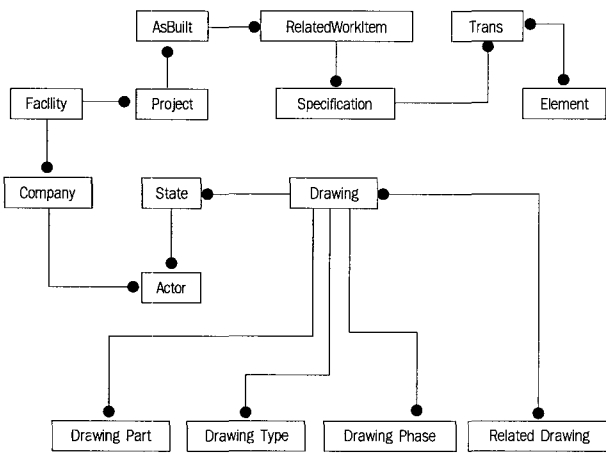 AsBuilt
RelatedWorkItem
Trans
Facility
Project
Specification
Element
Company
State
Drawing
Actor
Drawing Part
Drawing Type
Drawing Phase
Related Drawing